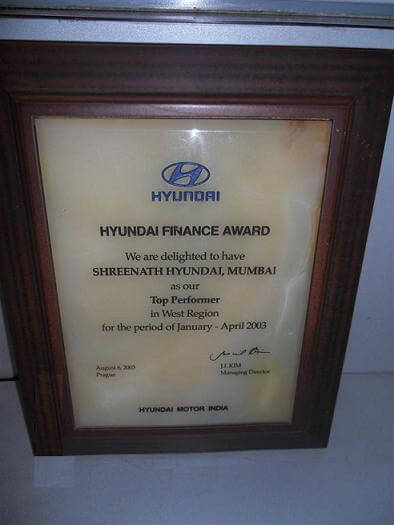 HYUNDAI
HYUNDAI FINANCE AWARD
We are delighted to have
SHREENATH HYUNDAI, MUMBAI
as our
Top Performer
in West Region
for the period of January - April 2003
August 6, 2003
Prague
J.I. KIM
Managing Director
HYUNDAI MOTOR INDIA